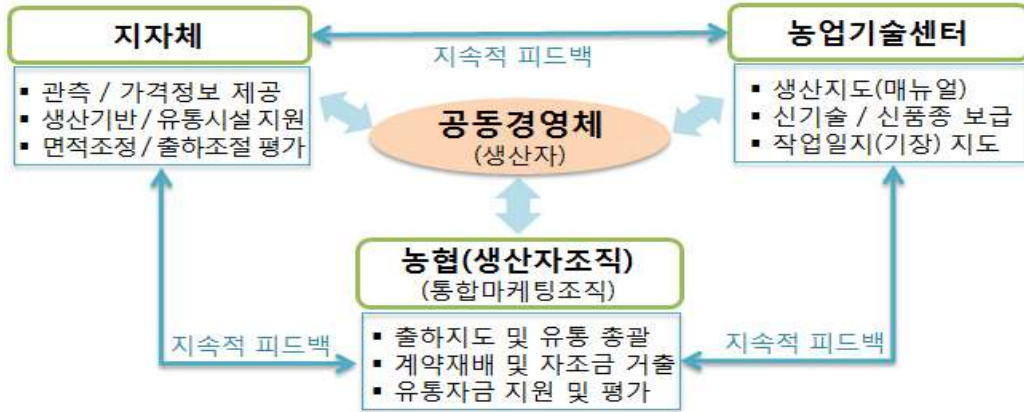 지자체
▪ 관측 / 가격정보 제공
▪ 생산기반 / 유통시설 지원
▪ 면적조정 / 출하조절 평가
지속적 피드백
농업기술센터
▪ 생산지도(매뉴얼)
▪ 신기술 / 신품종 보급
▪ 작업일지(기장) 지도
공동경영체
(생산자)
농협(생산자조직)
(통합마케팅조직)
▪ 출하지도 및 유통 총괄
▪ 계약재배 및 자조금 거출
▪ 유통자금 지원 및 평가
지속적 피드백
지속적 피드백